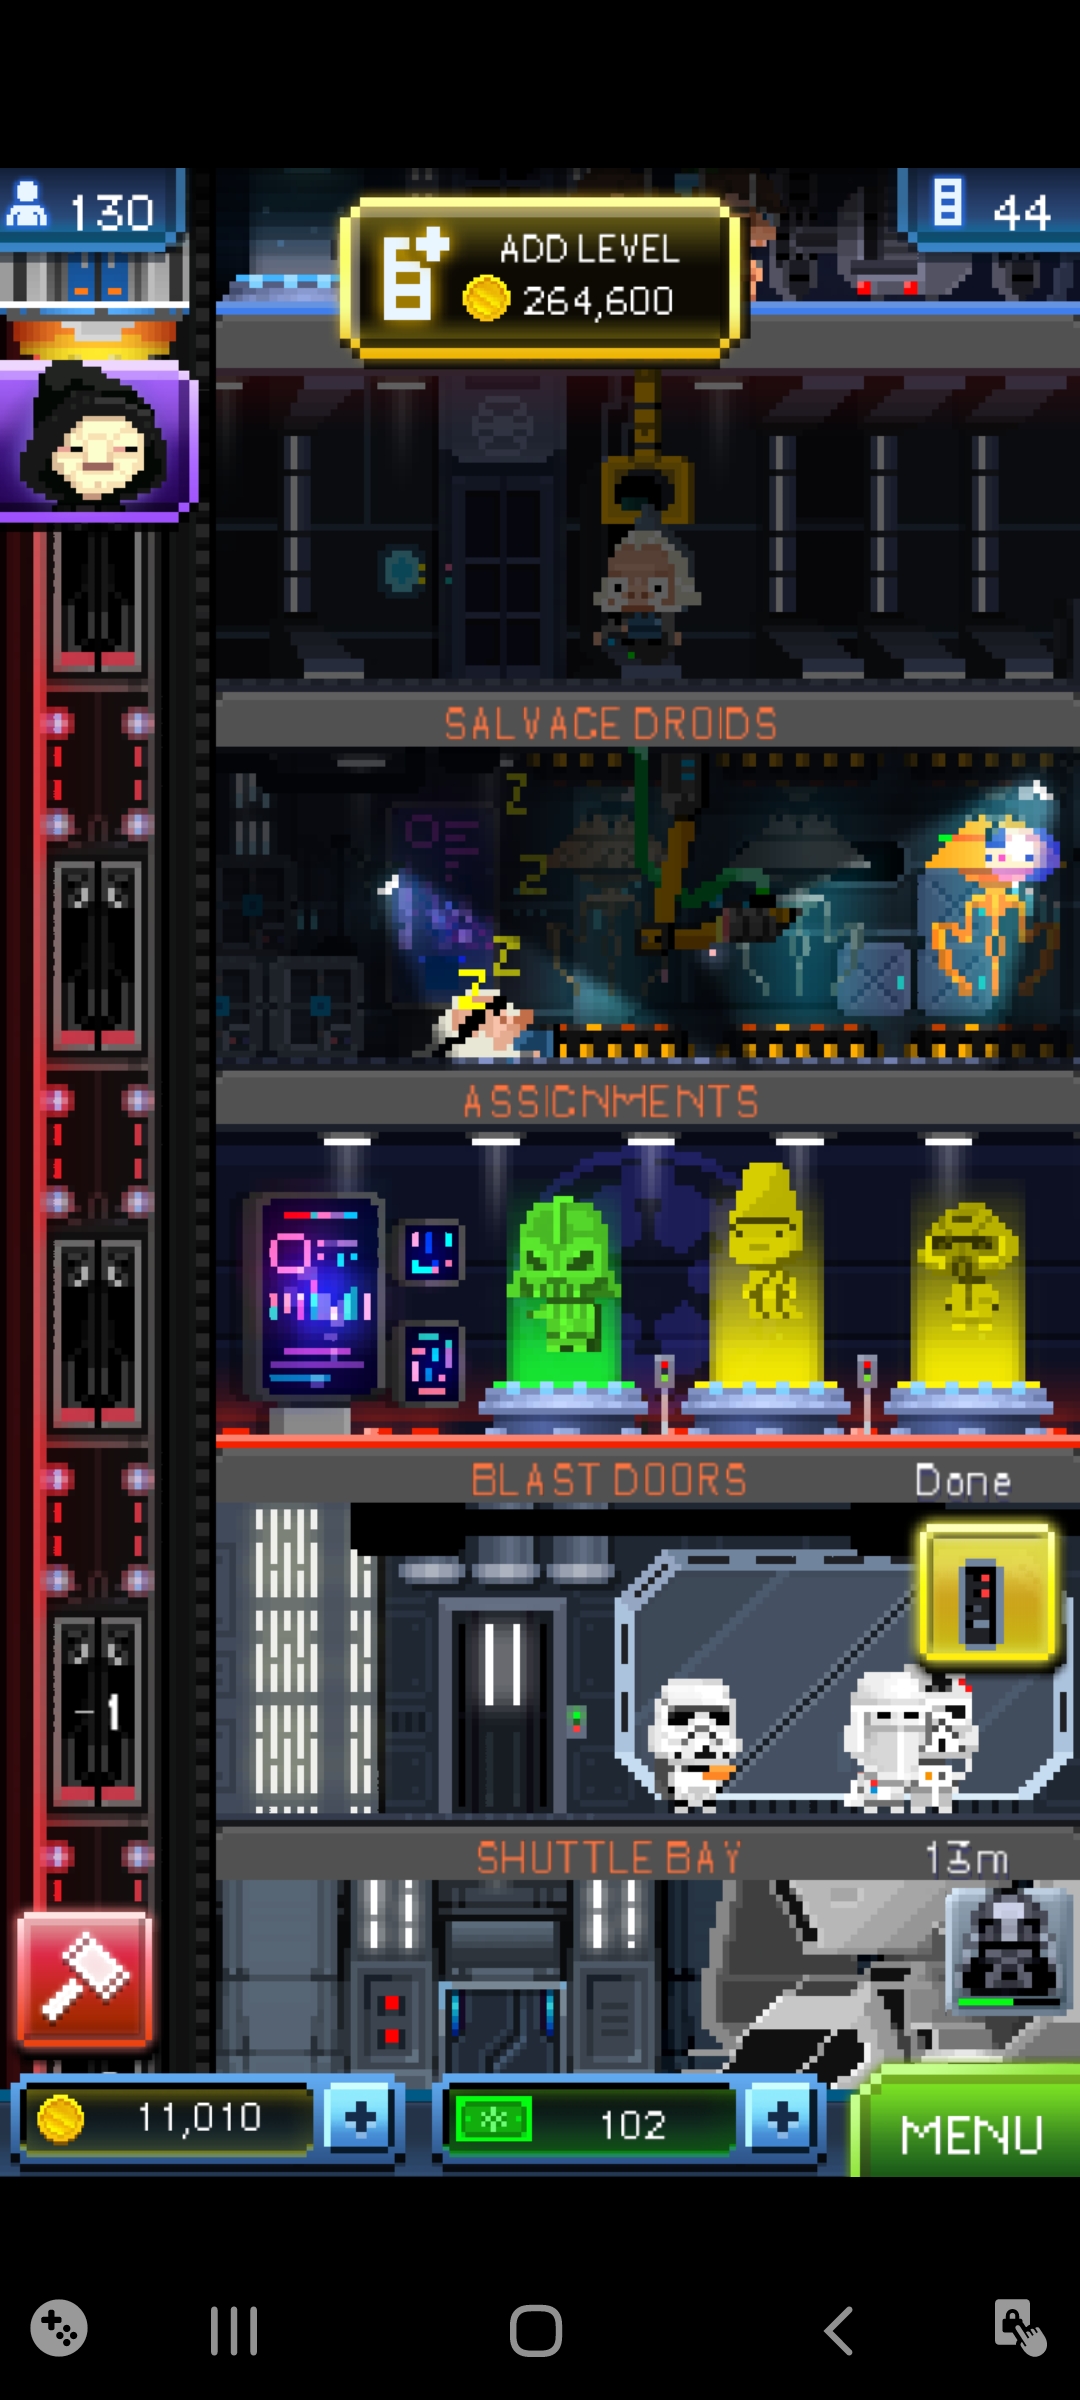 130
44
ADD LEVEL
264,600
SALVAGE DROIDS
Z
Z
Z
Z
ASSIGNMENTS
BLAST DOORS
Done
-1
SHUTTLE BAY
13m
11,010
102
MENU